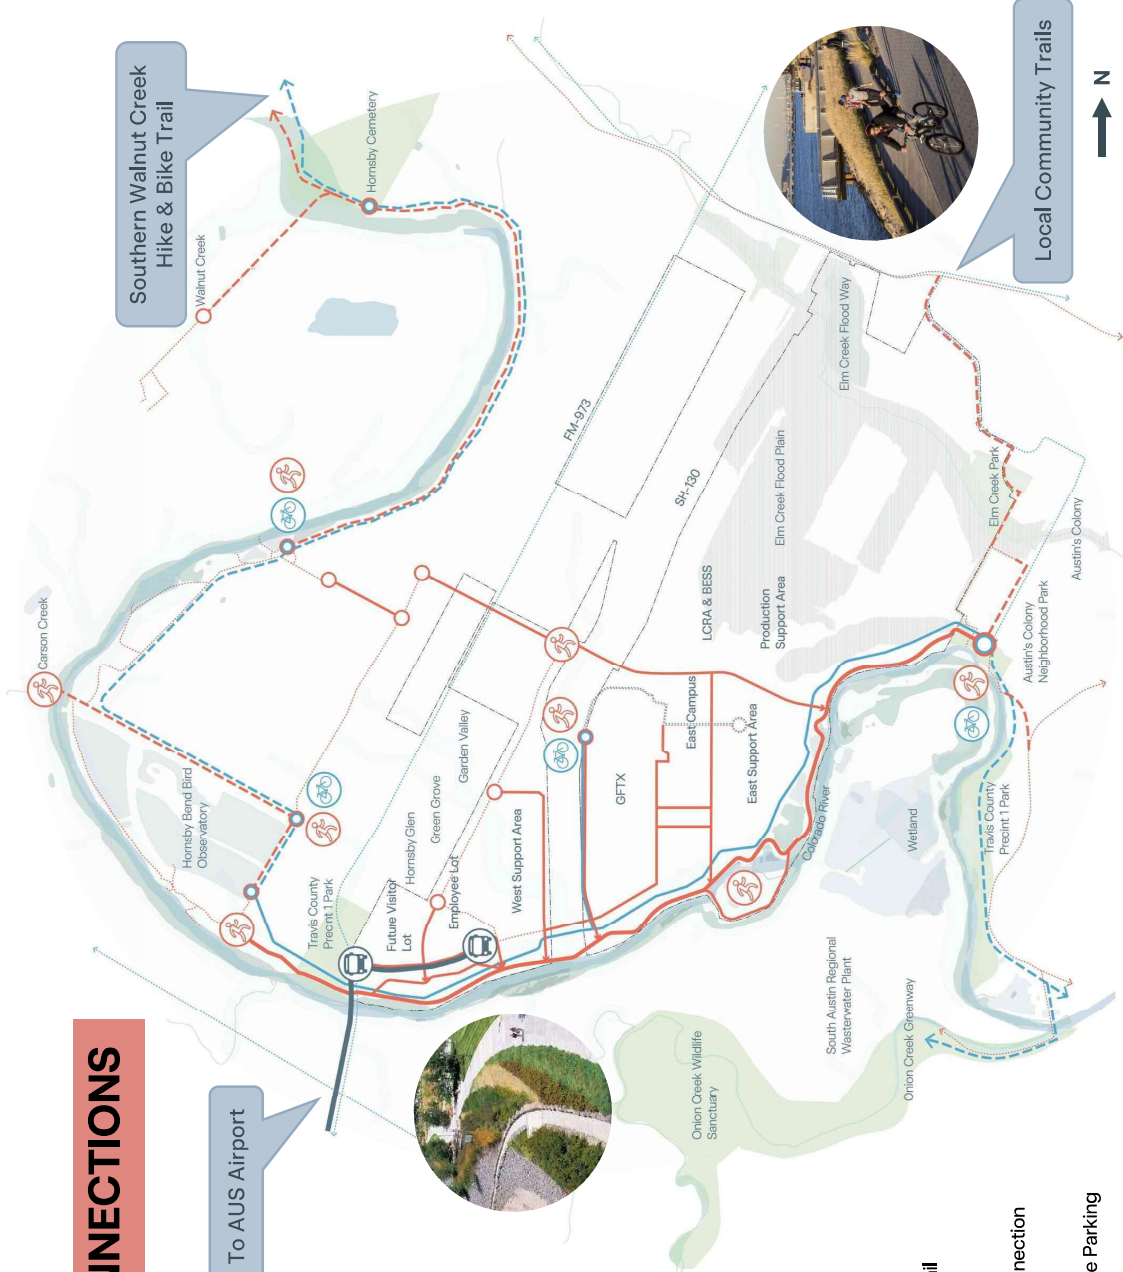 NNECTIONS
To AUS Airport
Southern Walnut Creek
Hike & Bike Trail
Carson Creek
Walnut Creek
Hornsby Cemetery
Hornsby Bend Bird
Observatory
Travis County
Precint 1 Park
Future Visitor
Lot
Hornsby Glen
Green Grove
Employee Lot
Garden Valley
West Support Area
FM-973
SH-130
GFTX
East Campus
LCRA & BESS
East Support Area
Production
Support Area
Elm Creek Flood Plain
Elm Creek Flood Way
Colorado River
Onion Creek Wildlife
Sanctuary
South Austin Regional
Wasterwater Plant
Wetland
Onion Creek Greenway
Travis County
Precint 1 Park
Elm Creek Park
Austin's Colony
Neighborhood Park
Austin's Colony
Local Community Trails
N
ail
nection
e Parking